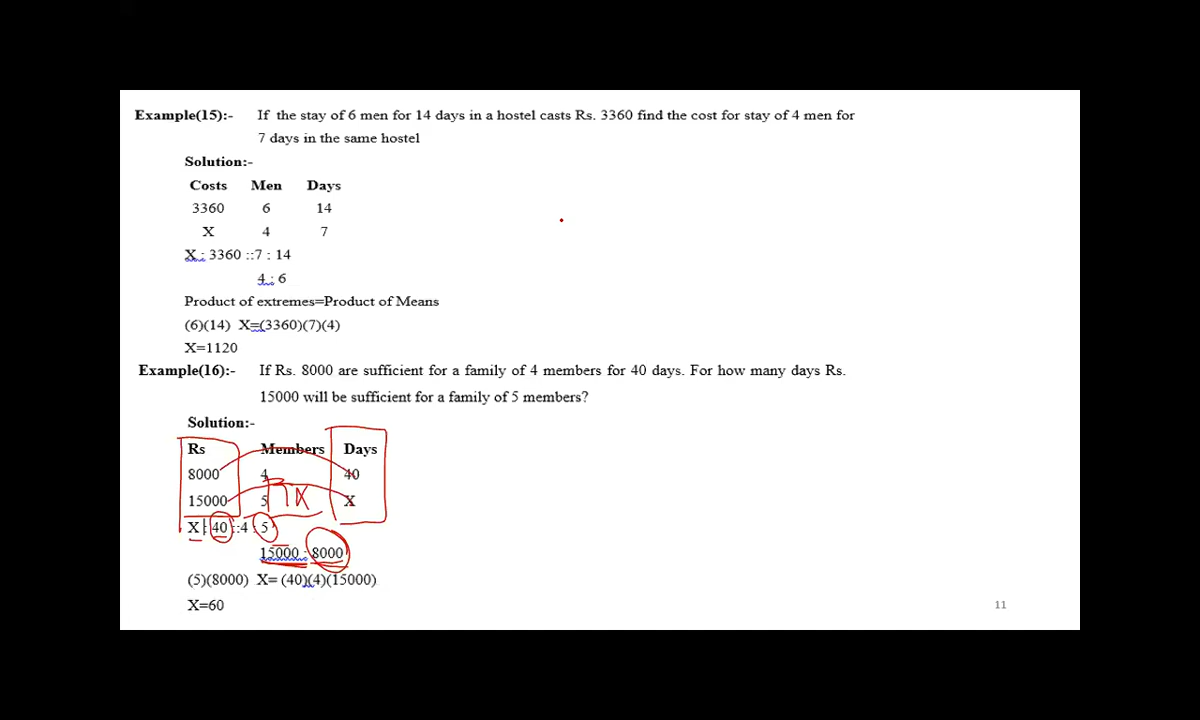 Example(15):- If the stay of 6 men for 14 days in a hostel casts Rs. 3360 find the cost for stay of 4 men for
7 days in the same hostel
Solution:-
Costs Men Days
3360 6 14
X 4 7
X : 3360 ::7 : 14
4 : 6
Product of extremes=Product of Means
(6)(14) X=(3360)(7)(4)
X=1120
Example(16):- If Rs. 8000 are sufficient for a family of 4 members for 40 days. For how many days Rs.
15000 will be sufficient for a family of 5 members?
Solution:-
Rs Members Days
8000 4 40
15000 5 X
X : 40 ::4 : 5
15000 : 8000
(5)(8000) X= (40)(4)(15000)
X=60
11